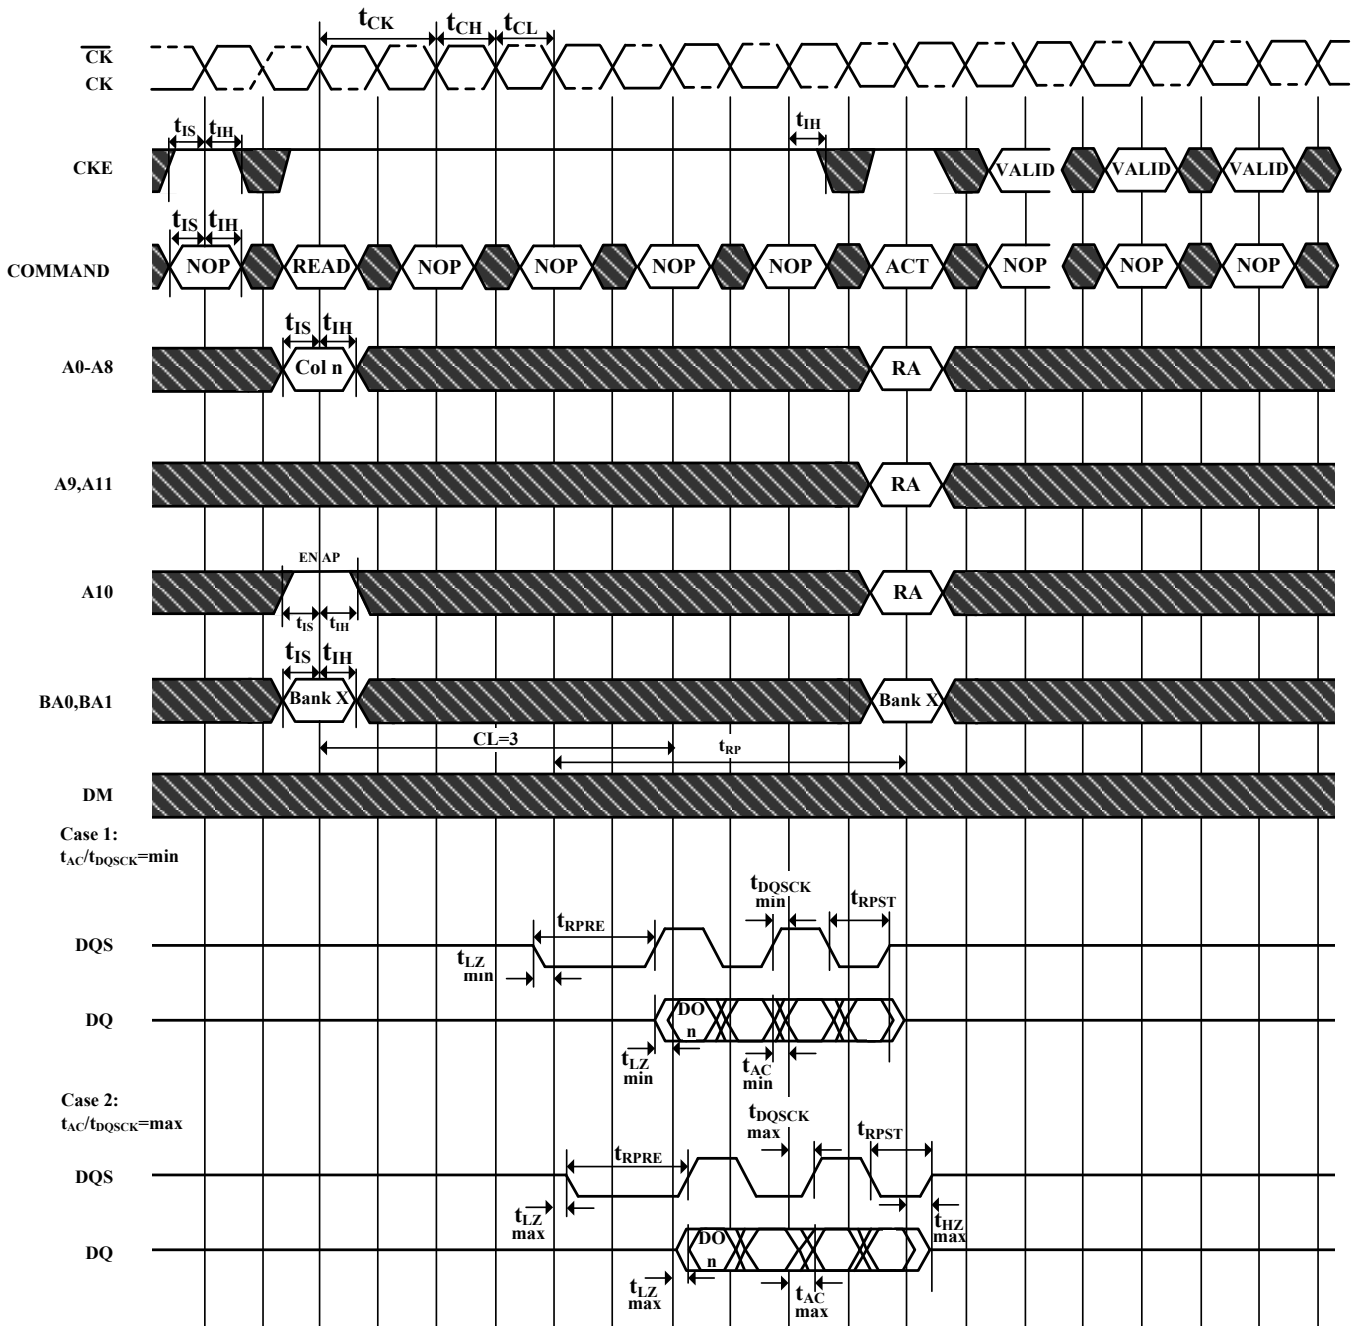 tCK tCH tCL
CK
CK
tIS tIH tIH
CKE VALID VALID VALID
tIS tIH
COMMAND NOP READ NOP NOP NOP NOP ACT NOP NOP NOP
tIS tIH
A0-A8 Col n RA
A9,A11 RA
EN AP
A10 RA
tIS tIH
tIS tIH
BA0,BA1 Bank X Bank X
CL=3 tRP
DM
Case 1:
tAC/tDQSCK=min
tDQSCK
min
tRPST
tRPRE
DQS
tLZ
min
DQ DO
n
tLZ
min
tAC
min
Case 2:
tAC/tDQSCK=max
tDQSCK
max
tRPST
tRPRE
DQS
tLZ
max
tHZ
max
DQ DO
n
tLZ
max
tAC
max